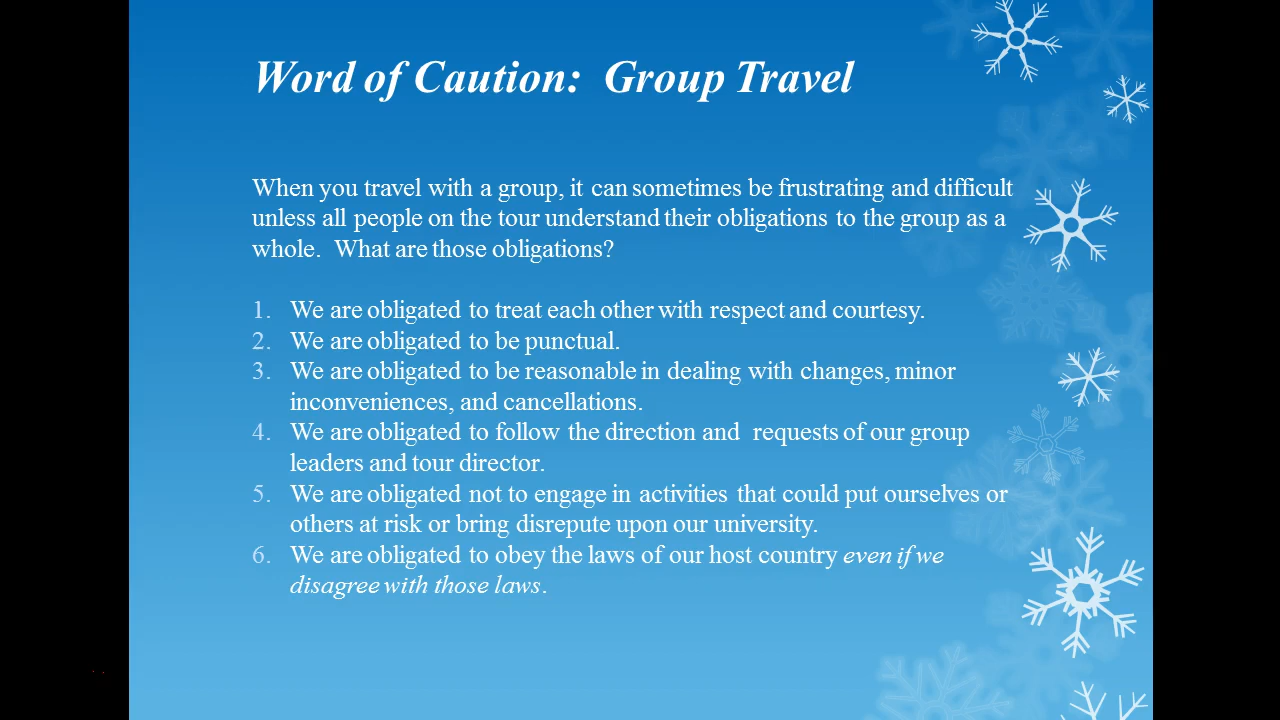 Word of Caution:  Group Travel
When you travel with a group, it can sometimes be frustrating and difficult
unless all people on the tour understand their obligations to the group as a
whole.  What are those obligations?
1. We are obligated to treat each other with respect and courtesy.
2. We are obligated to be punctual.
3. We are obligated to be reasonable in dealing with changes, minor
inconveniences, and cancellations.
4. We are obligated to follow the direction and  requests of our group
leaders and tour director.
5. We are obligated not to engage in activities that could put ourselves or
others at risk or bring disrepute upon our university.
6. We are obligated to obey the laws of our host country even if we
disagree with those laws.